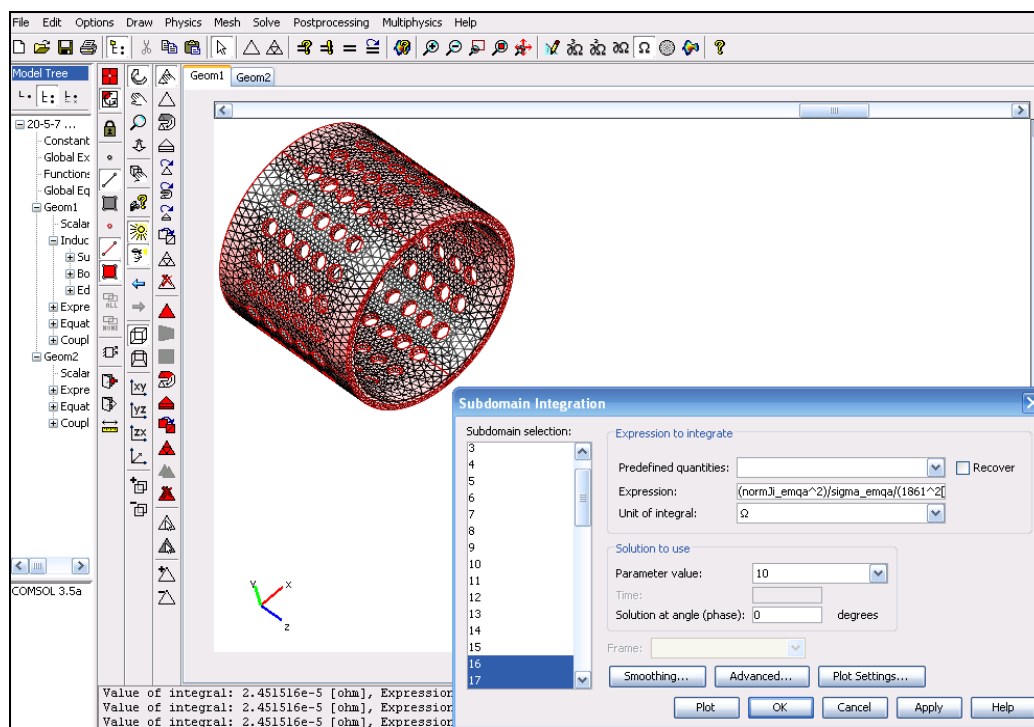 File Edit Options Draw Physics Mesh Solve Postprocessing Multiphysics Help
Model Tree
Geom1 Geom2
20-5-7 ...
Constant
Global Ex
Functions
Global Eq
Geom1
Scalar
Induc
Su
Bo
Ed
Expre
Equat
Coupl
Geom2
Scalar
Expre
Equat
Coupl
ALL
NONE
xy
yz
zx
COMSOL 3.5a
Y
X
Z
Subdomain Integration
Subdomain selection:
3
4
5
6
7
8
9
10
11
12
13
14
15
16
17
Expression to integrate
Predefined quantities:
Recover
Expression: (normJi_emqa^2)/sigma_emqa/(1861^2[
Unit of integral: Ω
Solution to use
Parameter value: 10
Time:
Solution at angle (phase): 0 degrees
Frame:
Smoothing... Advanced... Plot Settings...
Plot OK Cancel Apply Help
Value of integral: 2.451516e-5 [ohm], Expression
Value of integral: 2.451516e-5 [ohm], Expression
Value of integral: 2.451516e-5 [ohm], Expression